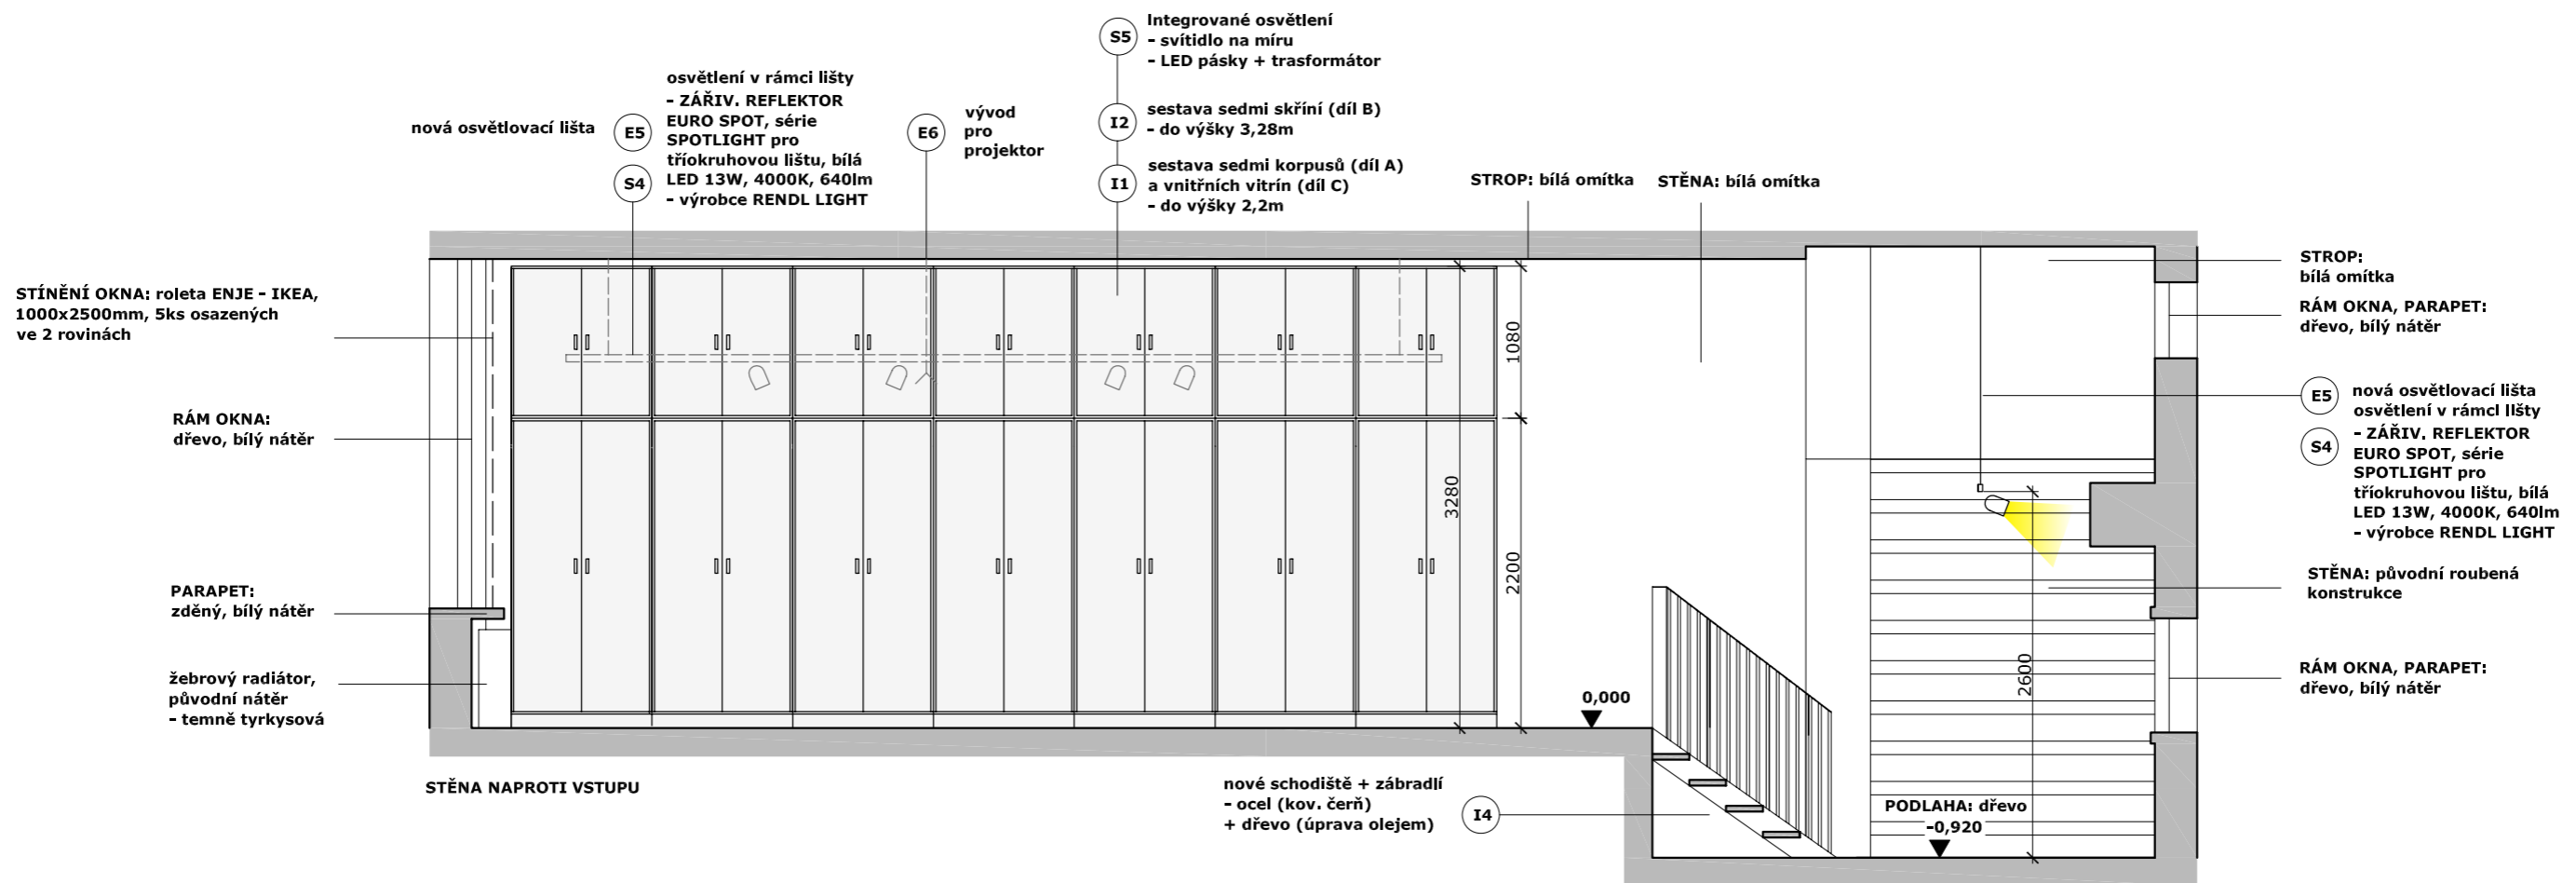 S5
Integrované osvětlení
- svítidlo na míru
- LED pásky + trasformátor
I2
sestava sedmi skříní (díl B)
- do výšky 3,28m
I1
sestava sedmi korpusů (díl A)
a vnitřních vitrín (díl C)
- do výšky 2,2m
nová osvětlovací lišta
E5
S4
osvětlení v rámci lišty
- ZÁŘIV. REFLEKTOR
EURO SPOT, série
SPOTLIGHT pro
tříokruhovou lištu, bílá
LED 13W, 4000K, 640lm
- výrobce RENDL LIGHT
E6
vývod
pro
projektor
STROP: bílá omítka
STĚNA: bílá omítka
STÍNĚNÍ OKNA: roleta ENJE - IKEA,
1000x2500mm, 5ks osazených
ve 2 rovinách
RÁM OKNA:
dřevo, bílý nátěr
PARAPET:
zděný, bílý nátěr
žebrový radiátor,
původní nátěr
- temně tyrkysová
1080
3280
2200
2600
0,000
STROP:
bílá omítka
RÁM OKNA, PARAPET:
dřevo, bílý nátěr
E5
nová osvětlovací lišta
osvětlení v rámci lišty
S4
- ZÁŘIV. REFLEKTOR
EURO SPOT, série
SPOTLIGHT pro
tříokruhovou lištu, bílá
LED 13W, 4000K, 640lm
- výrobce RENDL LIGHT
STĚNA: původní roubená
konstrukce
RÁM OKNA, PARAPET:
dřevo, bílý nátěr
STĚNA NAPROTI VSTUPU
nové schodiště + zábradlí
- ocel (kov. čerň)
+ dřevo (úprava olejem)
I4
PODLAHA: dřevo
-0,920